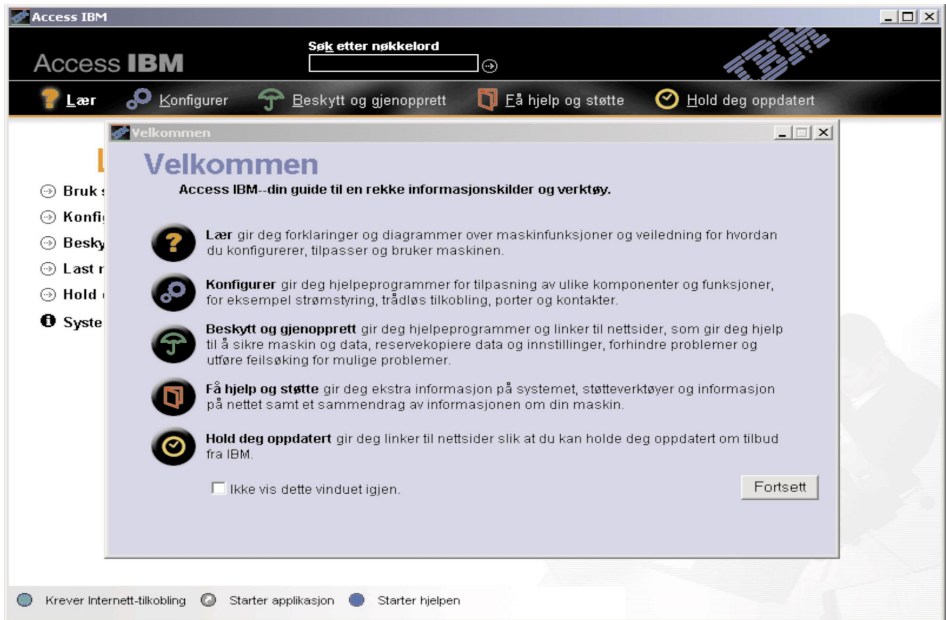 Access IBM
Access IBM
Søk etter nøkkelord
IBM
Lær Konfigurer Beskytt og gjenopprett Få hjelp og støtte Hold deg oppdatert
Velkommen
Velkommen
Access IBM--din guide til en rekke informasjonskilder og verktøy.
Bruk
Lær gir deg forklaringer og diagrammer over maskinfunksjoner og veiledning for hvordan
du konfigurerer, tilpasser og bruker maskinen.
Konfigurer gir deg hjelpeprogrammer for tilpasning av ulike komponenter og funksjoner,
for eksempel strømstyring, trådløs tilkobling, porter og kontakter.
Beskytt og gjenopprett gir deg hjelpeprogrammer og linker til nettsider, som gir deg hjelp
til å sikre maskin og data, reservekopiere data og innstillinger, forhindre problemer og
utføre feilsøking for mulige problemer.
Få hjelp og støtte gir deg ekstra informasjon på systemet, støtteverktøyer og informasjon
på nettet samt et sammendrag av informasjonen om din maskin.
Hold deg oppdatert gir deg linker til nettsider slik at du kan holde deg oppdatert om tilbud
fra IBM.
Konfi
Besky
Last
Hold
Syste
Ikke vis dette vinduet igjen.
Fortsett
Krever Internett-tilkobling Starter applikasjon Starter hjelpen